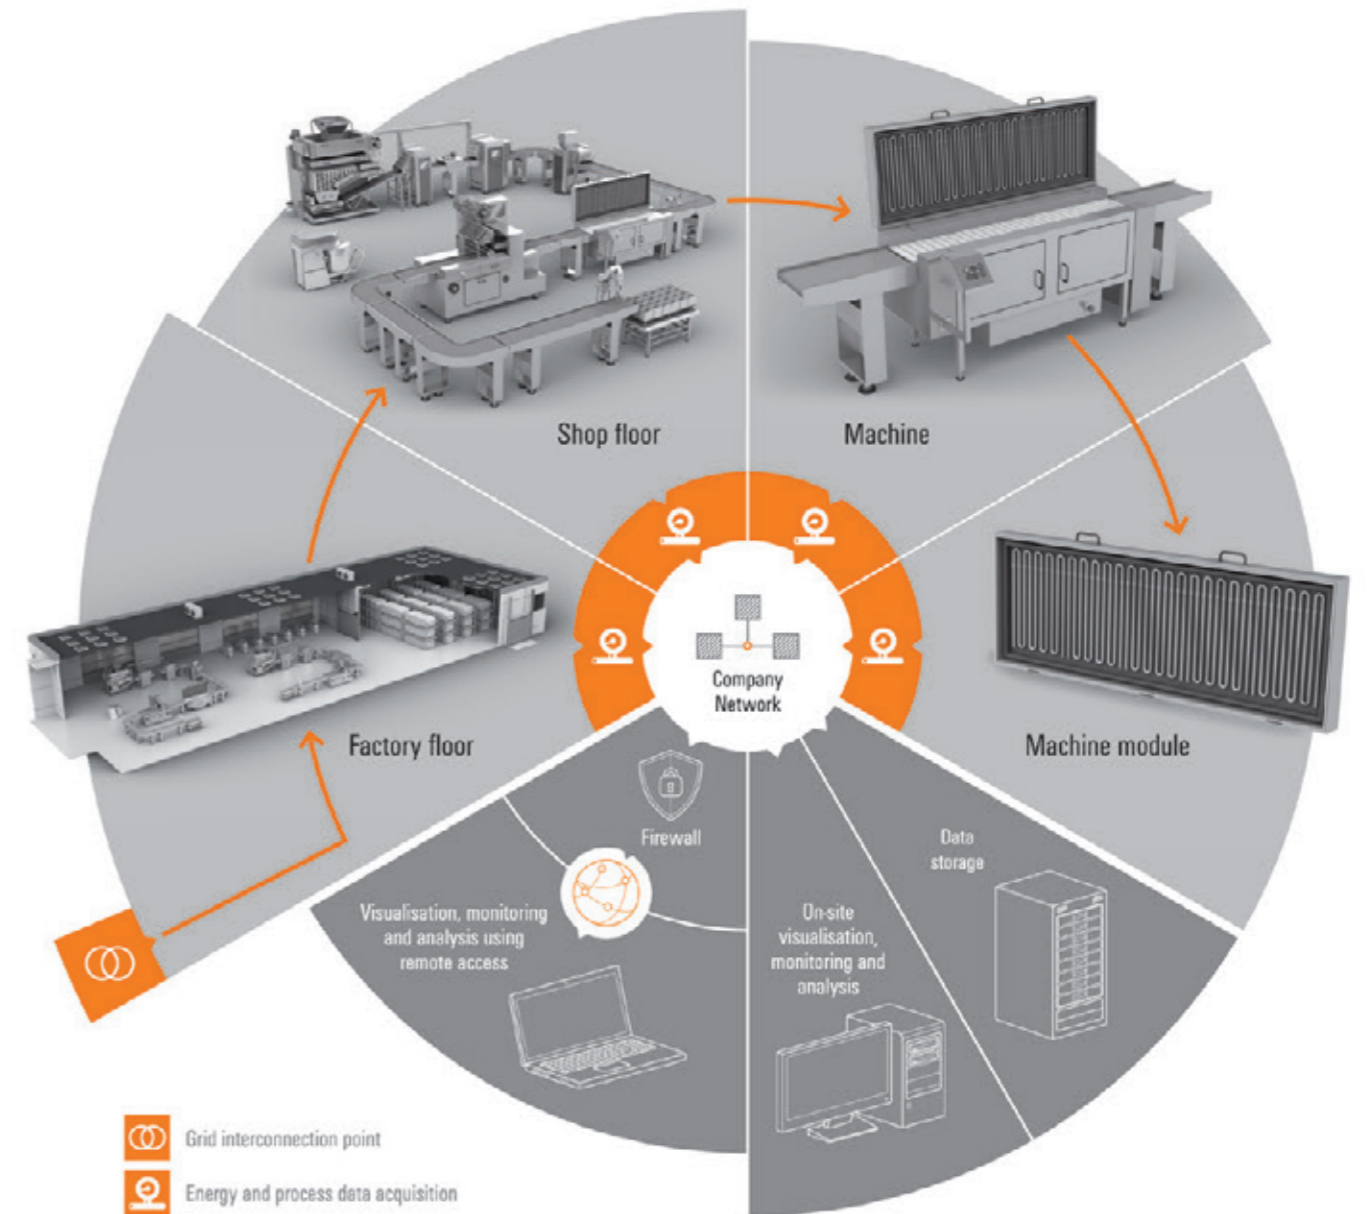 Shop floor
Machine
Company
Network
Factory floor
Machine module
Firewall
Data
storage
Visualisation, monitoring
and analysis using
remote access
On-site
visualisation,
monitoring and
analysis
Grid interconnection point
Energy and process data acquisition